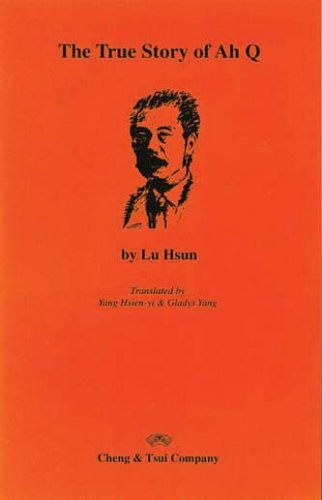 The True Story of Ah Q
by Lu Hsun
Translated by
Yang Hsien-yi & Gladys Yang
Cheng & Tsui Company